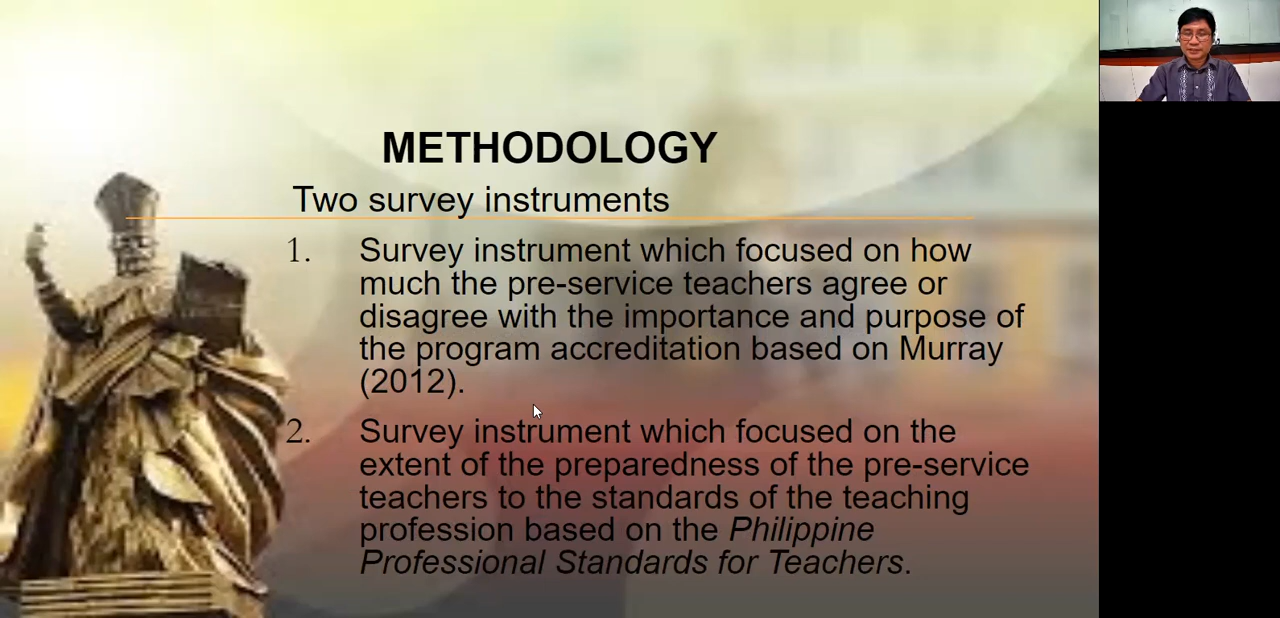 METHODOLOGY
Two survey instruments
1. Survey instrument which focused on how
much the pre-service teachers agree or
disagree with the importance and purpose of
the program accreditation based on Murray
(2012).
2. Survey instrument which focused on the
extent of the preparedness of the pre-service
teachers to the standards of the teaching
profession based on the Philippine
Professional Standards for Teachers.